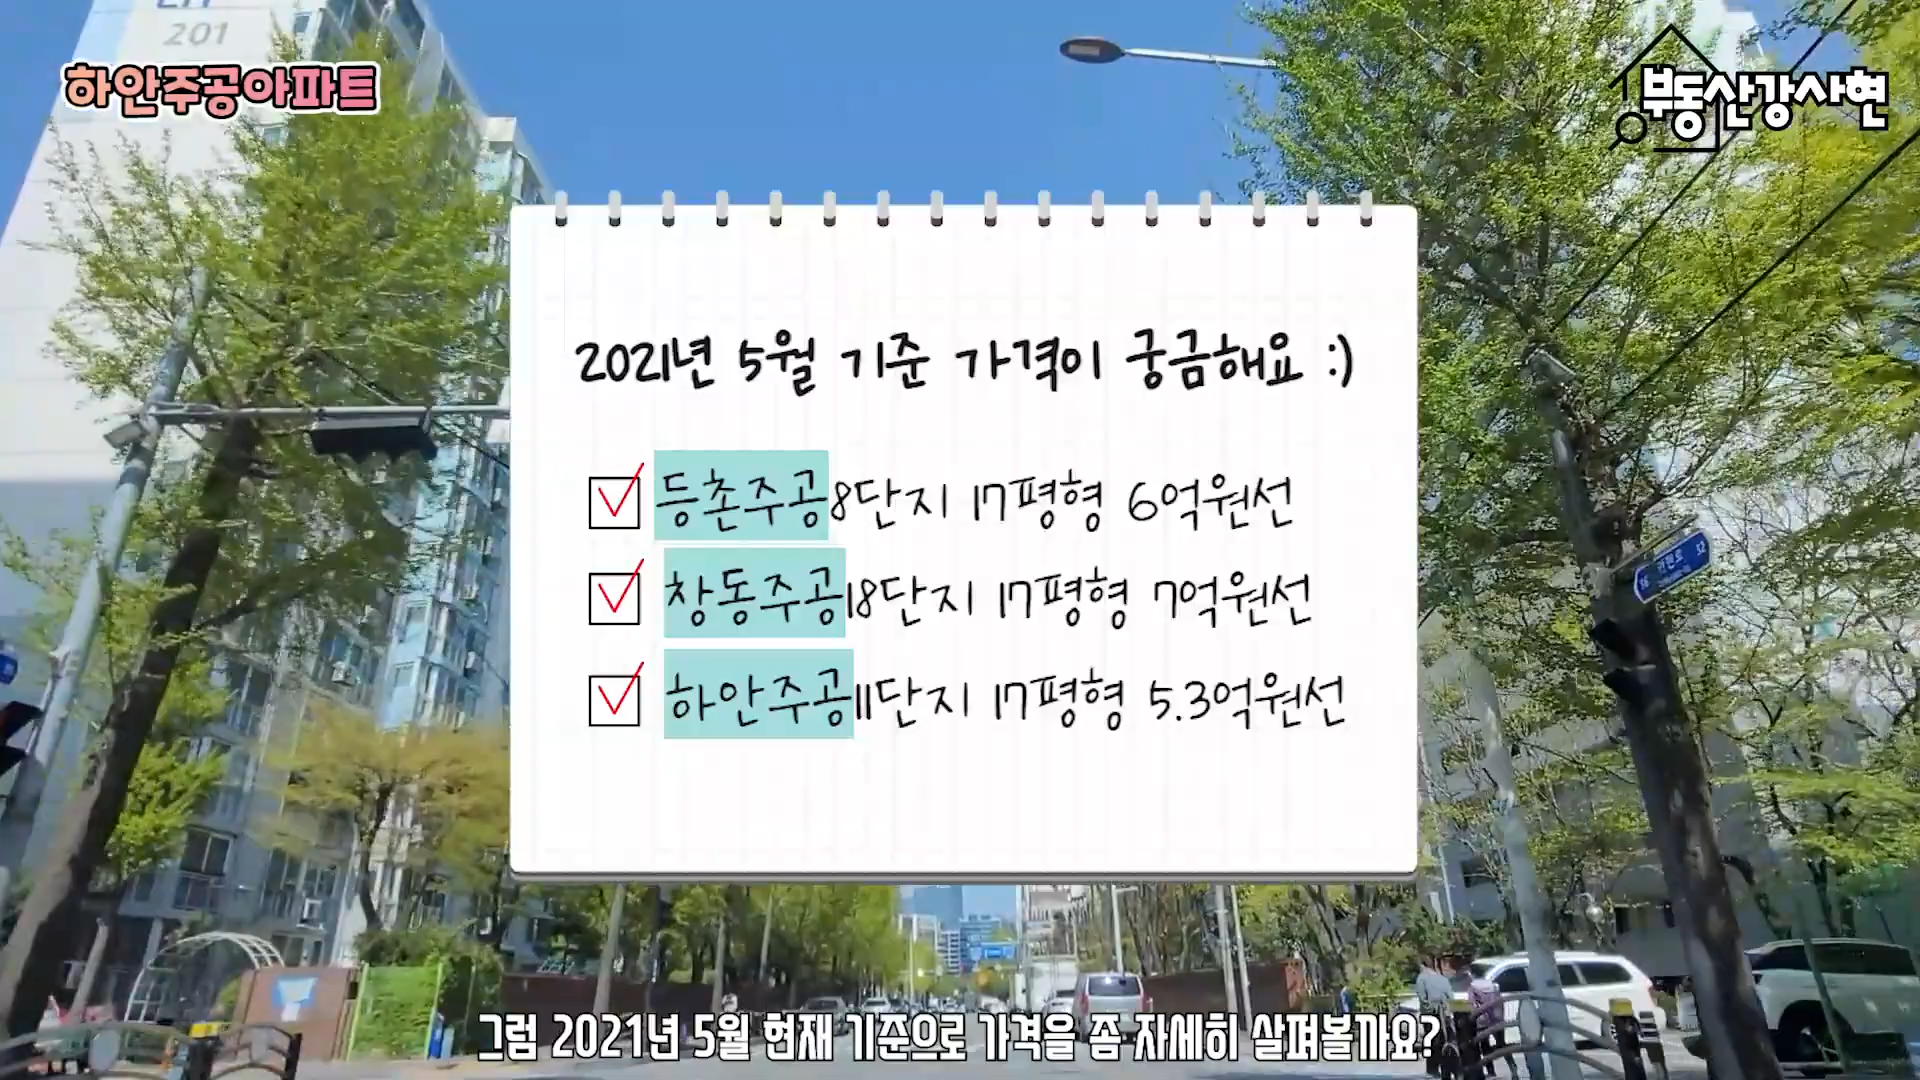 201
하안주공아파트
부동산강사현
2021년 5월 기준 가격이 궁금해요 :)
등촌주공8단지 17평형 6억원선
창동주공18단지 17평형 7억원선
하안주공11단지 17평형 5.3억원선
그럼 2021년 5월 현재 기준으로 가격을 좀 자세히 살펴볼까요?